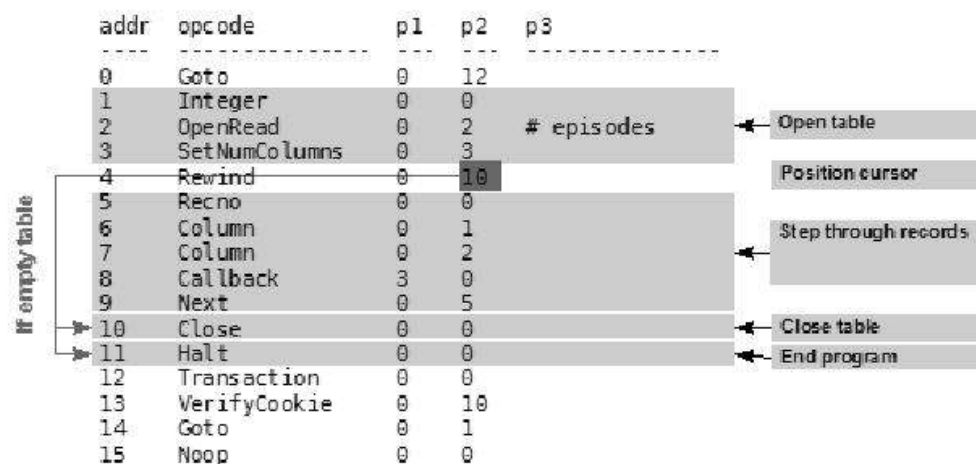 addr opcode p1 p2 p3
---- --------------- --- --- ---------------
0 Goto 0 12
1 Integer 0 0
2 OpenRead 0 2 # episodes
Open table
3 SetNumColumns 0 3
4 Rewind 0 10
Position cursor
5 Recno 0 0
6 Column 0 1
Step through records
7 Column 0 2
8 Callback 3 0
9 Next 0 5
10 Close 0 0
Close table
11 Halt 0 0
End program
12 Transaction 0 0
13 VerifyCookie 0 10
14 Goto 0 1
15 Noop 0 0
If empty table